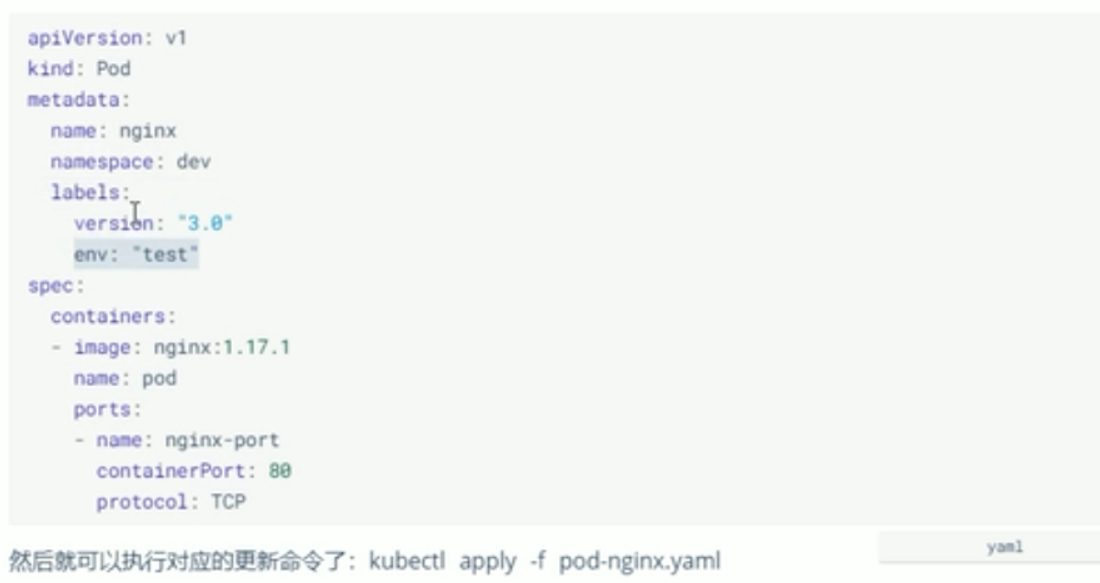 apiVersion: v1
kind: Pod
metadata:
  name: nginx
  namespace: dev
  labels:
    version: "3.0"
    env: "test"
spec:
  containers:
  - image: nginx:1.17.1
    name: pod
    ports:
    - name: nginx-port
      containerPort: 80
      protocol: TCP
然后就可以执行对应的更新命令了：kubectl apply -f pod-nginx.yaml
yaml